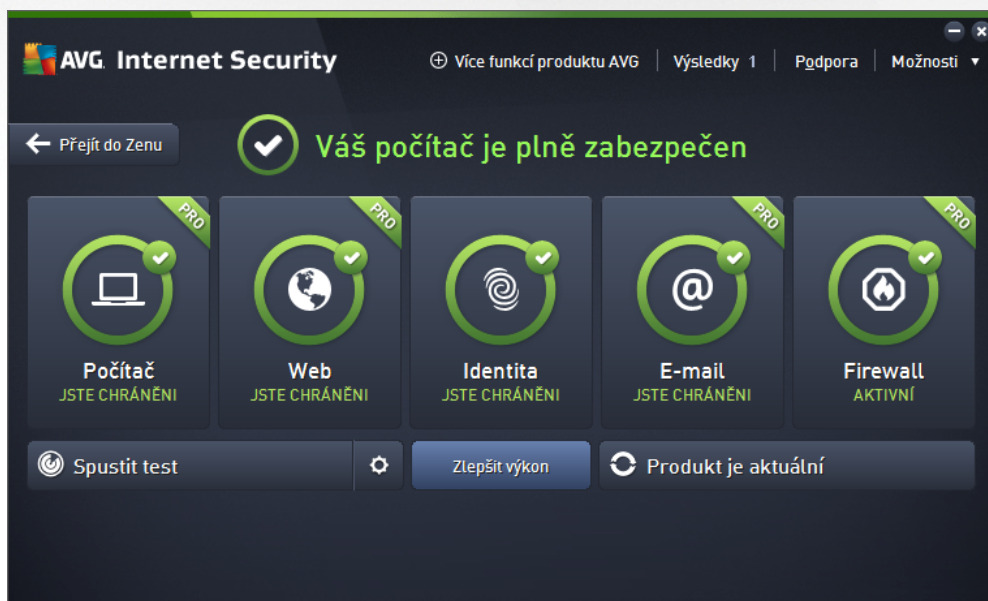 AVG Internet Security
Více funkcí produktu AVG
Výsledky 1
Podpora
Možnosti
Přejít do Zenu
Váš počítač je plně zabezpečen
PRO
PRO
PRO
PRO
@
Počítač
JSTE CHRÁNĚNI
Web
JSTE CHRÁNĚNI
Identita
JSTE CHRÁNĚNI
E-mail
JSTE CHRÁNĚNI
Firewall
AKTIVNÍ
Spustit test
Zlepšit výkon
Produkt je aktuální